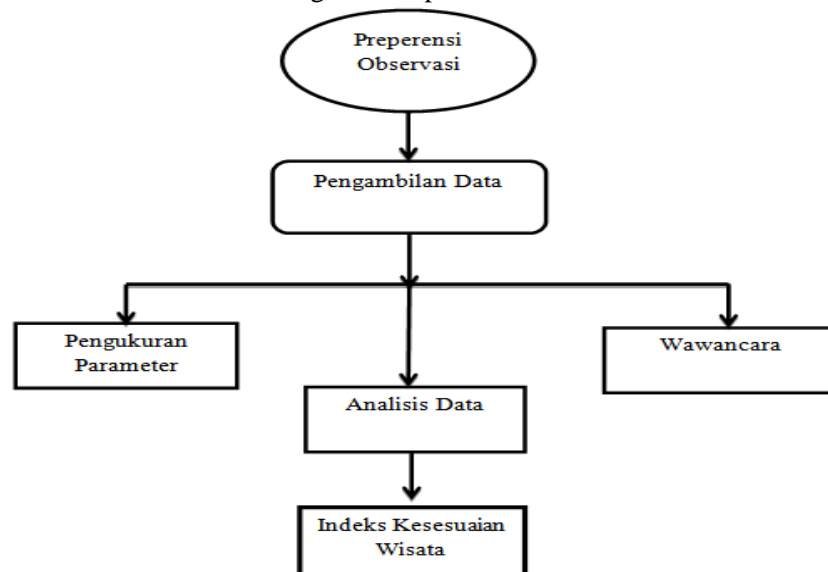 Preperensi
Observasi
Pengambilan Data
Pengukuran
Parameter
Wawancara
Analisis Data
Indeks Kesesuaian
Wisata